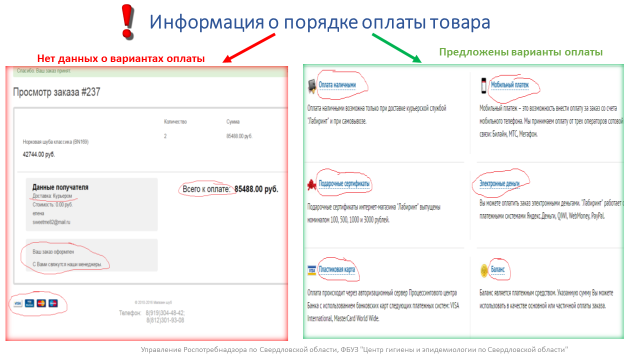 Информация о порядке оплаты товара
Нет данных о вариантах оплаты
Предложены варианты оплаты
Спасибо. Ваш заказ принят.
Просмотр заказа #237
Количество
Сумма
Норковая шуба классика (BN169)
2
85488.00 руб.
42744.00 руб.
Данные получателя
Доставка: Курьером
Стоимость: 0.00 руб.
елена
Всего к оплате: 85488.00 руб.
Ваш заказ оформлен
С Вами свяжутся наши менеджеры
Телефон:
8(919)304-48-42;
8(812)301-93-08
Оплата наличными
Оплата наличными возможна только при доставке курьерской службой
"Лабиринт" и при самовывозе.
Мобильный платеж
Мобильный платеж – это возможность внести оплату за заказ со счета
мобильного телефона. Мы принимаем оплату от трех операторов сотовой
связи: Билайн, МТС, Мегафон.
Подарочные сертификаты
Подарочные сертификаты интернет-магазина "Лабиринт" выпущены
номиналом 100, 500, 1000 и 3000 рублей.
Электронные деньги
Вы можете оплатить заказ электронными деньгами. "Лабиринт" работает с
платежными системами Яндекс.Деньги, QIWI, WebMoney, PayPal.
Пластиковая карта
Оплата происходит через авторизационный сервер Процессингового центра
Банка с использованием банковских карт следующих платежных систем: VISA
International, MasterCard World Wide.
Баланс
Баланс является платежным средством. Указанную сумму Вы можете
использовать в качестве основной или частичной оплаты заказа.
Управление Роспотребнадзора по Свердловской области, ФБУЗ "Центр гигиены и эпидемиологии по Свердловской области"